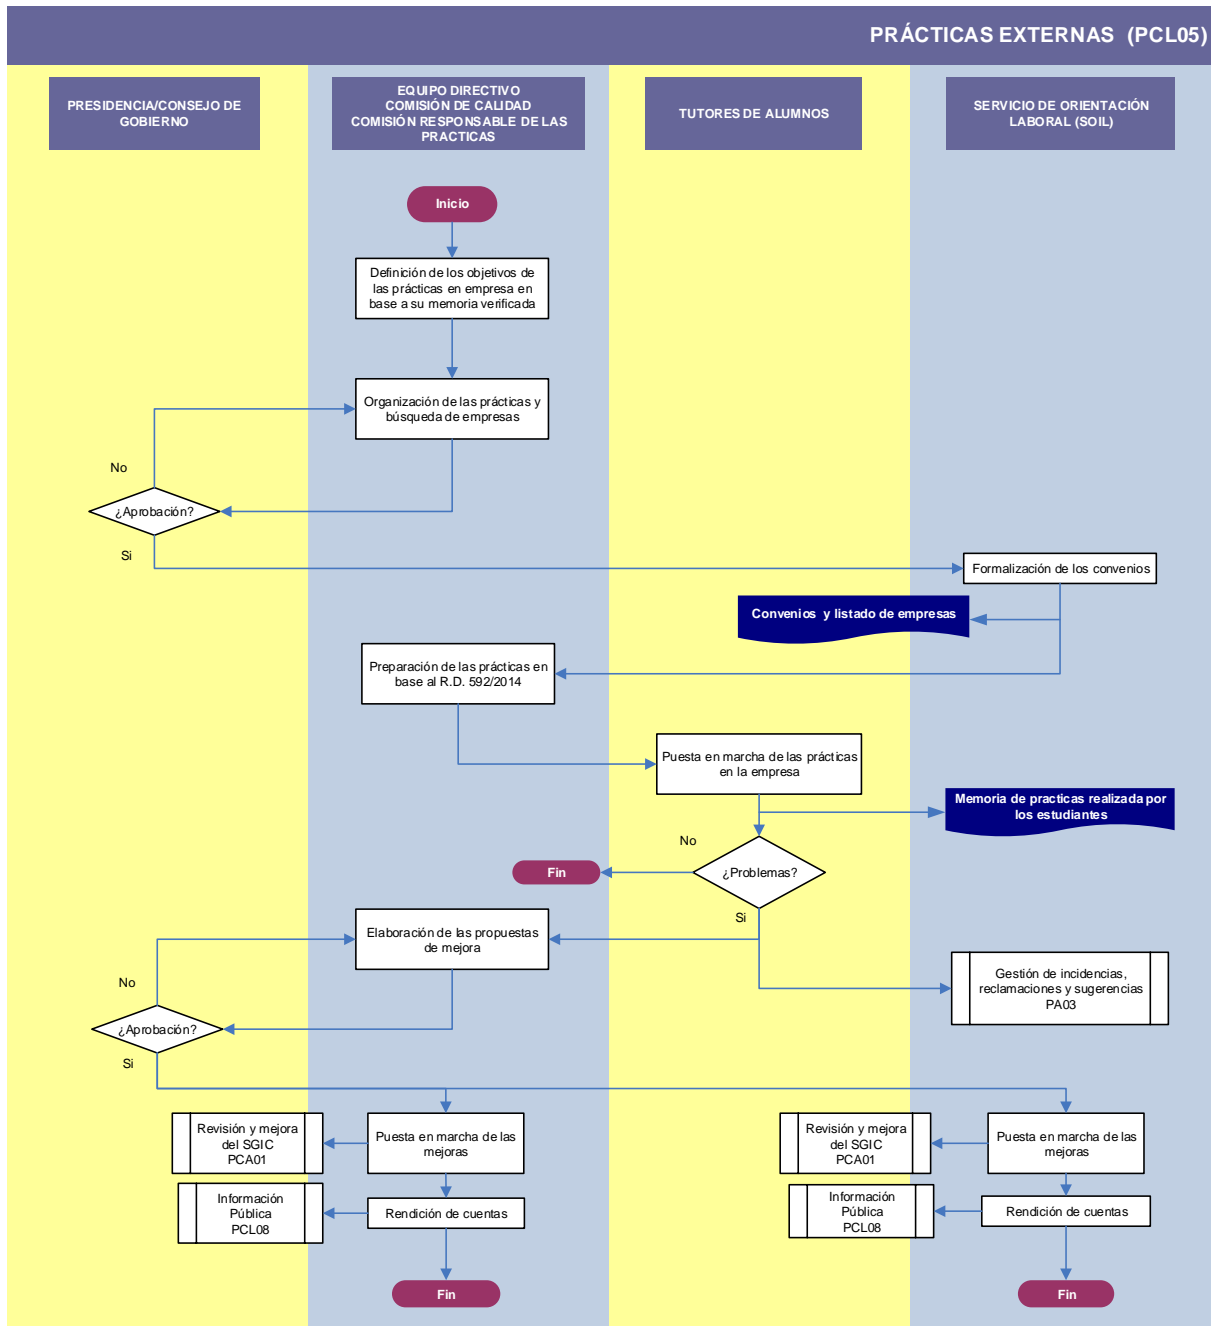 PRÁCTICAS EXTERNAS (PCL05)
PRESIDENCIA/CONSEJO DE
GOBIERNO
EQUIPO DIRECTIVO
COMISIÓN DE CALIDAD
COMISIÓN RESPONSABLE DE LAS
PRACTICAS
TUTORES DE ALUMNOS
SERVICIO DE ORIENTACIÓN
LABORAL (SOIL)
Inicio
Definición de los objetivos de
las prácticas en empresa en
base a su memoria verificada
Organización de las prácticas y
búsqueda de empresas
No
¿Aprobación?
Si
Formalización de los convenios
Convenios y listado de empresas
Preparación de las prácticas en
base al R.D. 592/2014
Puesta en marcha de las prácticas
en la empresa
Memoria de practicas realizada por
los estudiantes
No
¿Problemas?
Fin
Si
Elaboración de las propuestas
de mejora
Gestión de incidencias,
reclamaciones y sugerencias
PA03
No
¿Aprobación?
Si
Revisión y mejora
del SGIC
PCA01
Puesta en marcha de las
mejoras
Revisión y mejora
del SGIC
PCA01
Puesta en marcha de las
mejoras
Información
Pública
PCL08
Rendición de cuentas
Información
Pública
PCL08
Rendición de cuentas
Fin
Fin